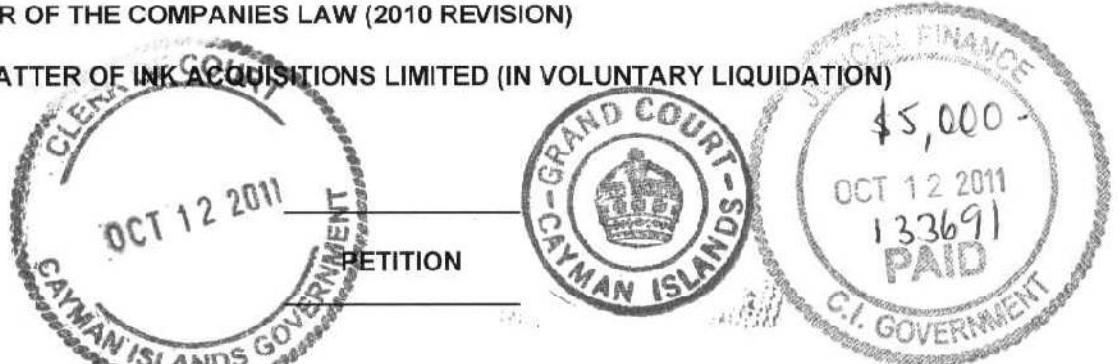 R OF THE COMPANIES LAW (2010 REVISION)
ATTER OF INK ACQUISITIONS LIMITED (IN VOLUNTARY LIQUIDATION)
CLERK COURT
OCT 12 2011
CAYMAN ISLANDS GOVERNMENT
PETITION
GRAND COURT
CAYMAN ISLANDS
JUDICIAL FINANCE
$5,000-
OCT 12 2011
133691
PAID
C.I. GOVERNMENT